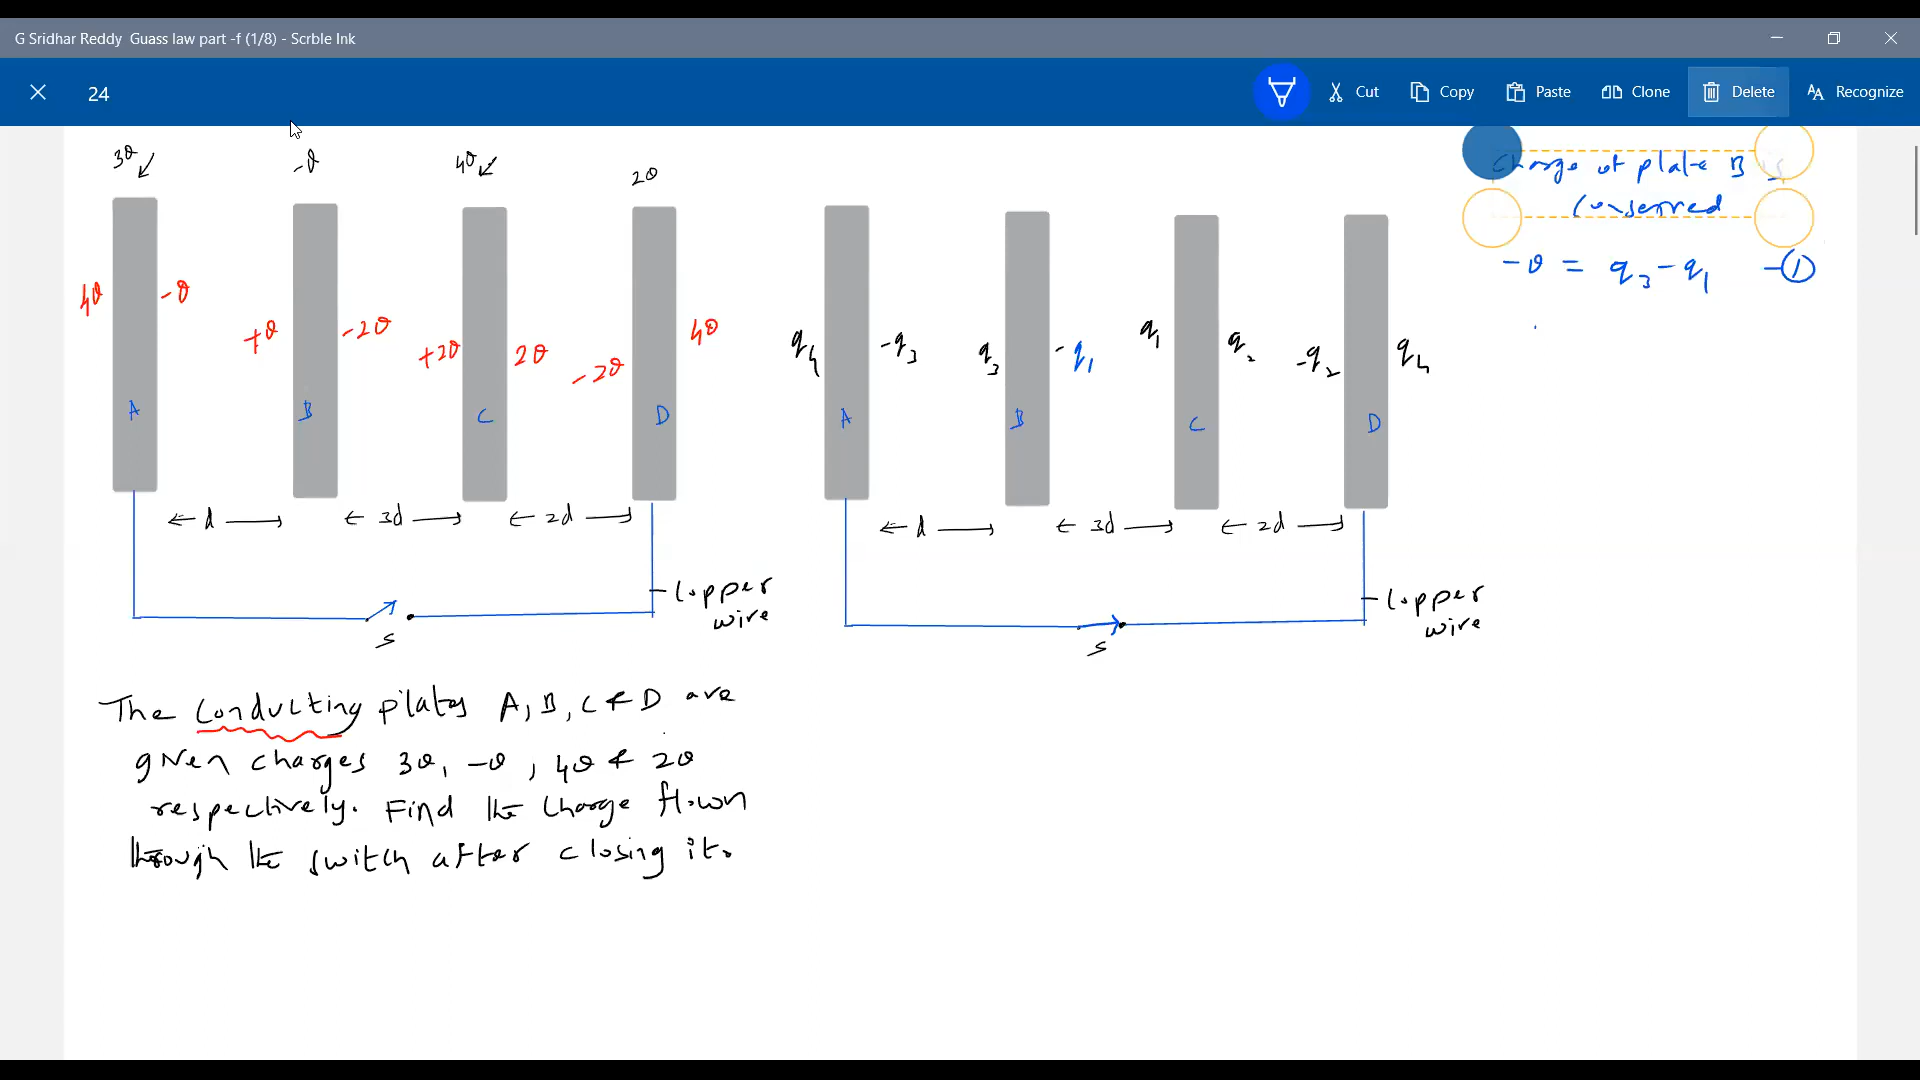 G Sridhar Reddy Guass law part -f (1/8) - Scrble Ink
24
Cut
Copy
Paste
Clone
Delete
Recognize
3Q
-Q
4Q
2Q
Charge of plate B is
Conserved
-Q = q3 - q1 -①
4Q
-Q
+Q
-2Q
+2Q
2Q
-2Q
4Q
q4
-q3
q3
-q1
q1
q2
-q2
q4
A
B
C
D
A
B
C
D
d
3d
2d
d
3d
2d
Copper
wire
S
Copper
wire
S
The conducting plates A, B, C & D are
given charges 3Q, -Q, 4Q & 2Q
respectively. Find the charge flown
through the switch after closing it.